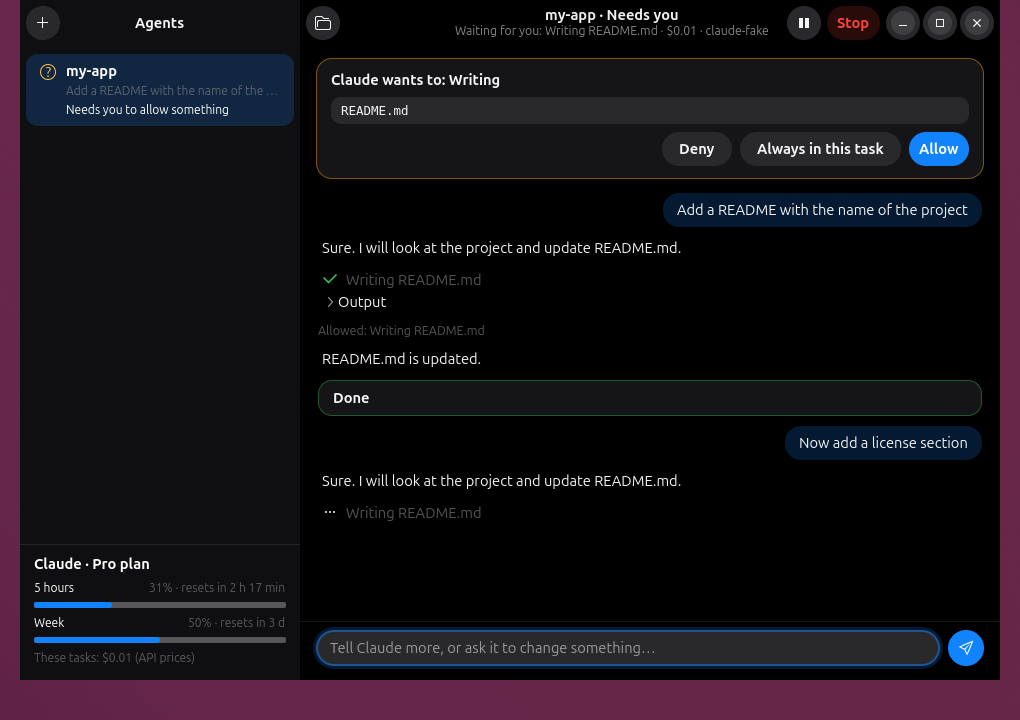 Agents
my-app
Add a README with the name of the …
Needs you to allow something
Claude · Pro plan
5 hours 31% · resets in 2 h 17 min
Week 50% · resets in 3 d
These tasks: $0.01 (API prices)
my-app · Needs you
Waiting for you: Writing README.md · $0.01 · claude-fake
Stop
Claude wants to: Writing
README.md
Deny Always in this task Allow
Add a README with the name of the project
Sure. I will look at the project and update README.md.
Writing README.md
Output
Allowed: Writing README.md
README.md is updated.
Done
Now add a license section
Sure. I will look at the project and update README.md.
Writing README.md
Tell Claude more, or ask it to change something…